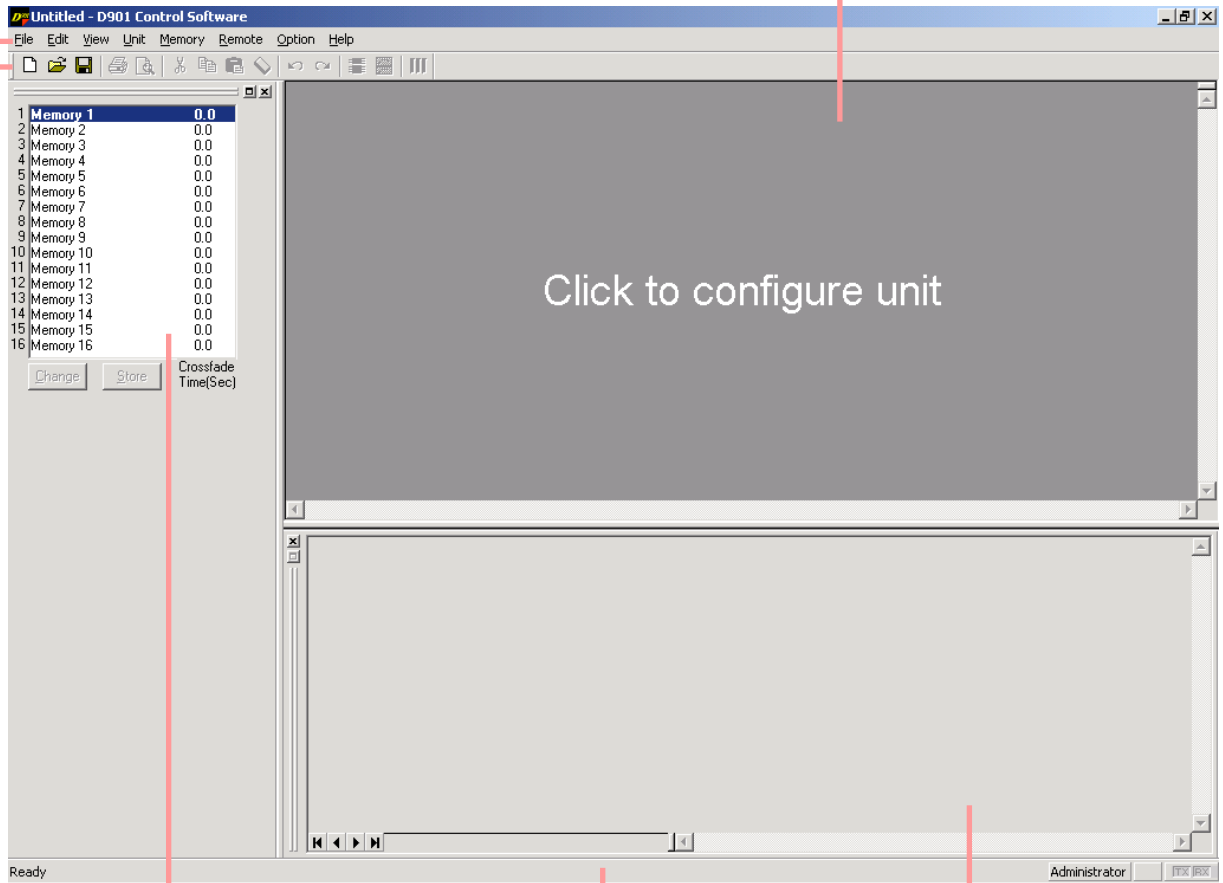 Untitled - D901 Control Software
File Edit View Unit Memory Remote Option Help
1 Memory 1 0.0
2 Memory 2 0.0
3 Memory 3 0.0
4 Memory 4 0.0
5 Memory 5 0.0
6 Memory 6 0.0
7 Memory 7 0.0
8 Memory 8 0.0
9 Memory 9 0.0
10 Memory 10 0.0
11 Memory 11 0.0
12 Memory 12 0.0
13 Memory 13 0.0
14 Memory 14 0.0
15 Memory 15 0.0
16 Memory 16 0.0
Change Store Crossfade
Time(Sec)
Click to configure unit
Ready Administrator TX RX